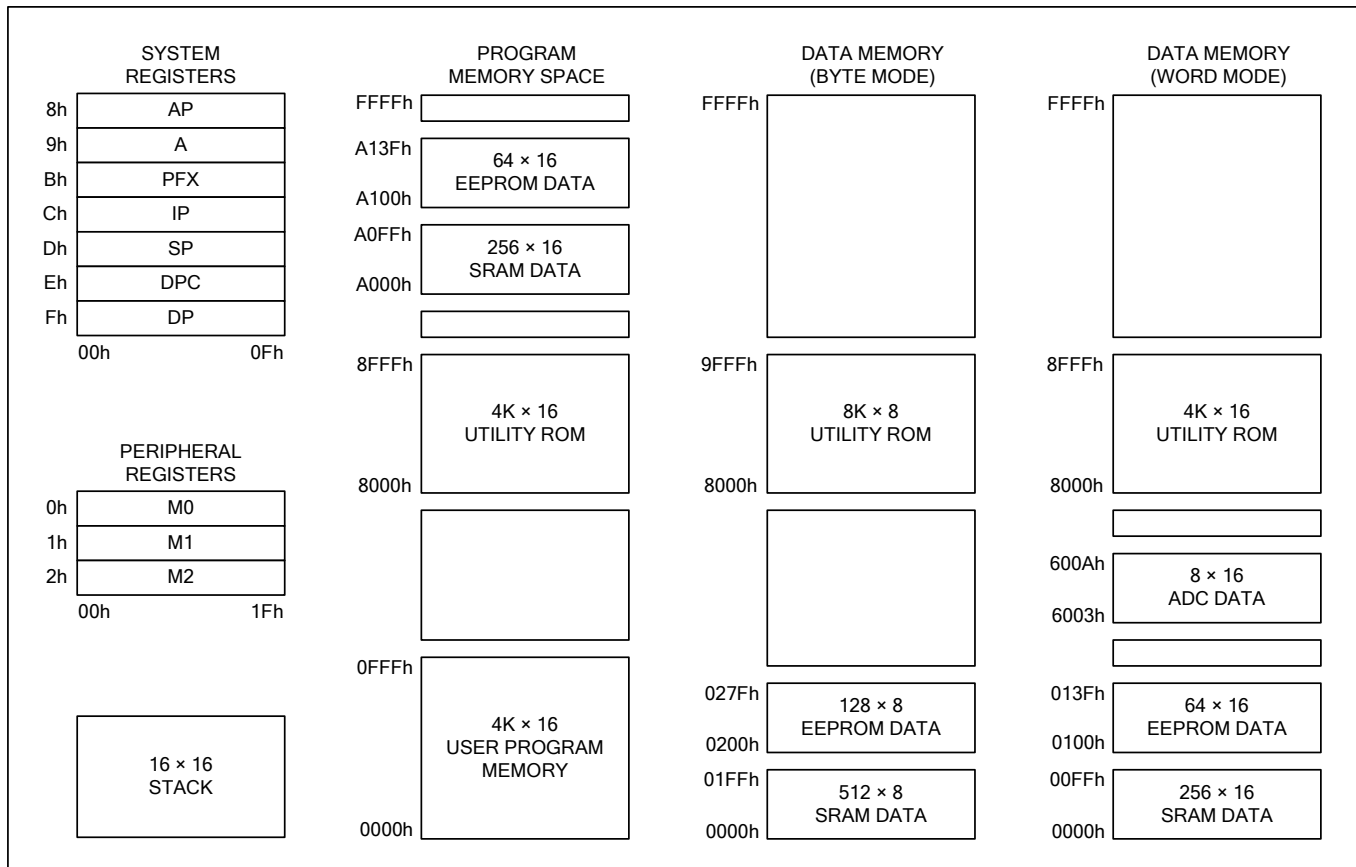 SYSTEM
REGISTERS
8h AP
9h A
Bh PFX
Ch IP
Dh SP
Eh DPC
Fh DP
00h 0Fh
PERIPHERAL
REGISTERS
0h M0
1h M1
2h M2
00h 1Fh
16 × 16
STACK
PROGRAM
MEMORY SPACE
FFFFh
A13Fh
64 × 16
EEPROM DATA
A100h
A0FFh
256 × 16
SRAM DATA
A000h
8FFFh
4K × 16
UTILITY ROM
8000h
0FFFh
4K × 16
USER PROGRAM
MEMORY
0000h
DATA MEMORY
(BYTE MODE)
FFFFh
9FFFh
8K × 8
UTILITY ROM
8000h
027Fh
128 × 8
EEPROM DATA
0200h
01FFh
512 × 8
SRAM DATA
0000h
DATA MEMORY
(WORD MODE)
FFFFh
8FFFh
4K × 16
UTILITY ROM
8000h
600Ah
8 × 16
ADC DATA
6003h
013Fh
64 × 16
EEPROM DATA
0100h
00FFh
256 × 16
SRAM DATA
0000h